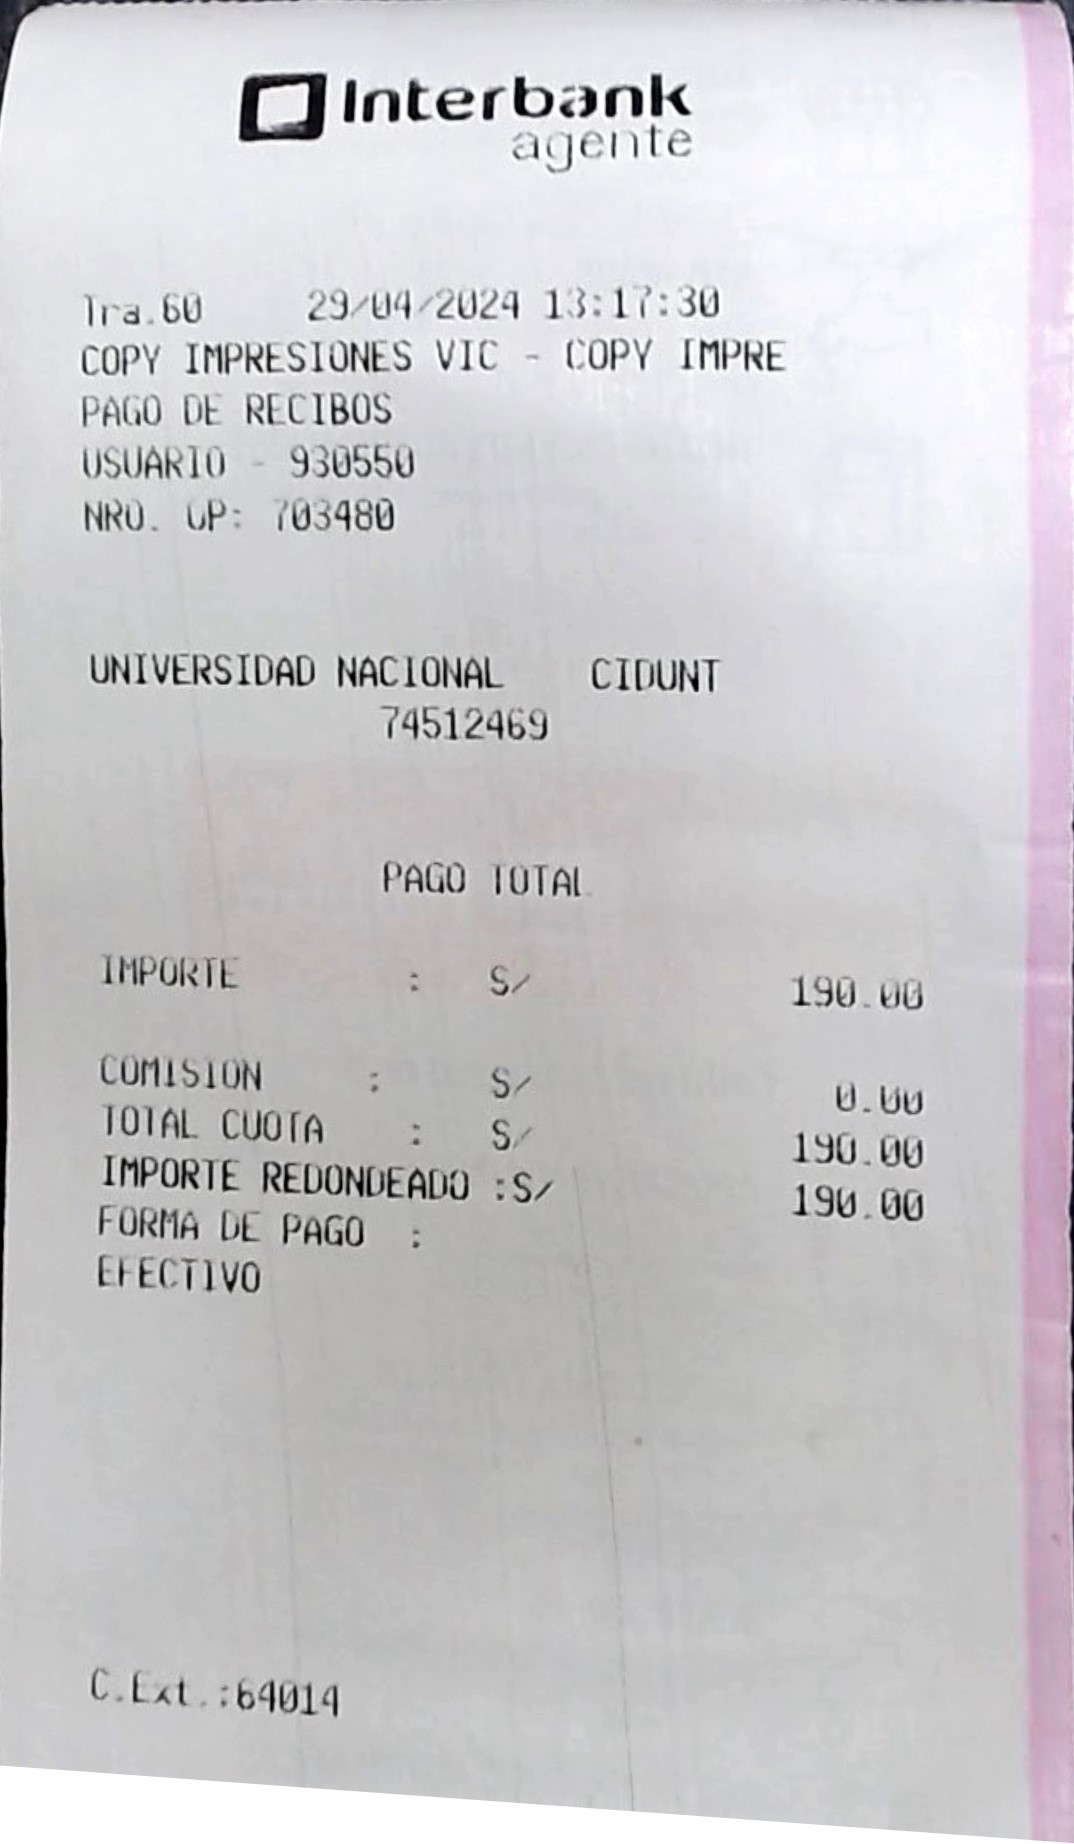 Interbank
agente
Tra.60 29/04/2024 13:17:30
COPY IMPRESIONES VIC - COPY IMPRE
PAGO DE RECIBOS
USUARIO - 930550
NRO. OP: 703480
UNIVERSIDAD NACIONAL CIDUNT
74512469
PAGO TOTAL
IMPORTE : S/ 190.00
COMISION : S/ 0.00
TOTAL CUOTA : S/ 190.00
IMPORTE REDONDEADO :S/ 190.00
FORMA DE PAGO :
EFECTIVO
C.Ext.:64014